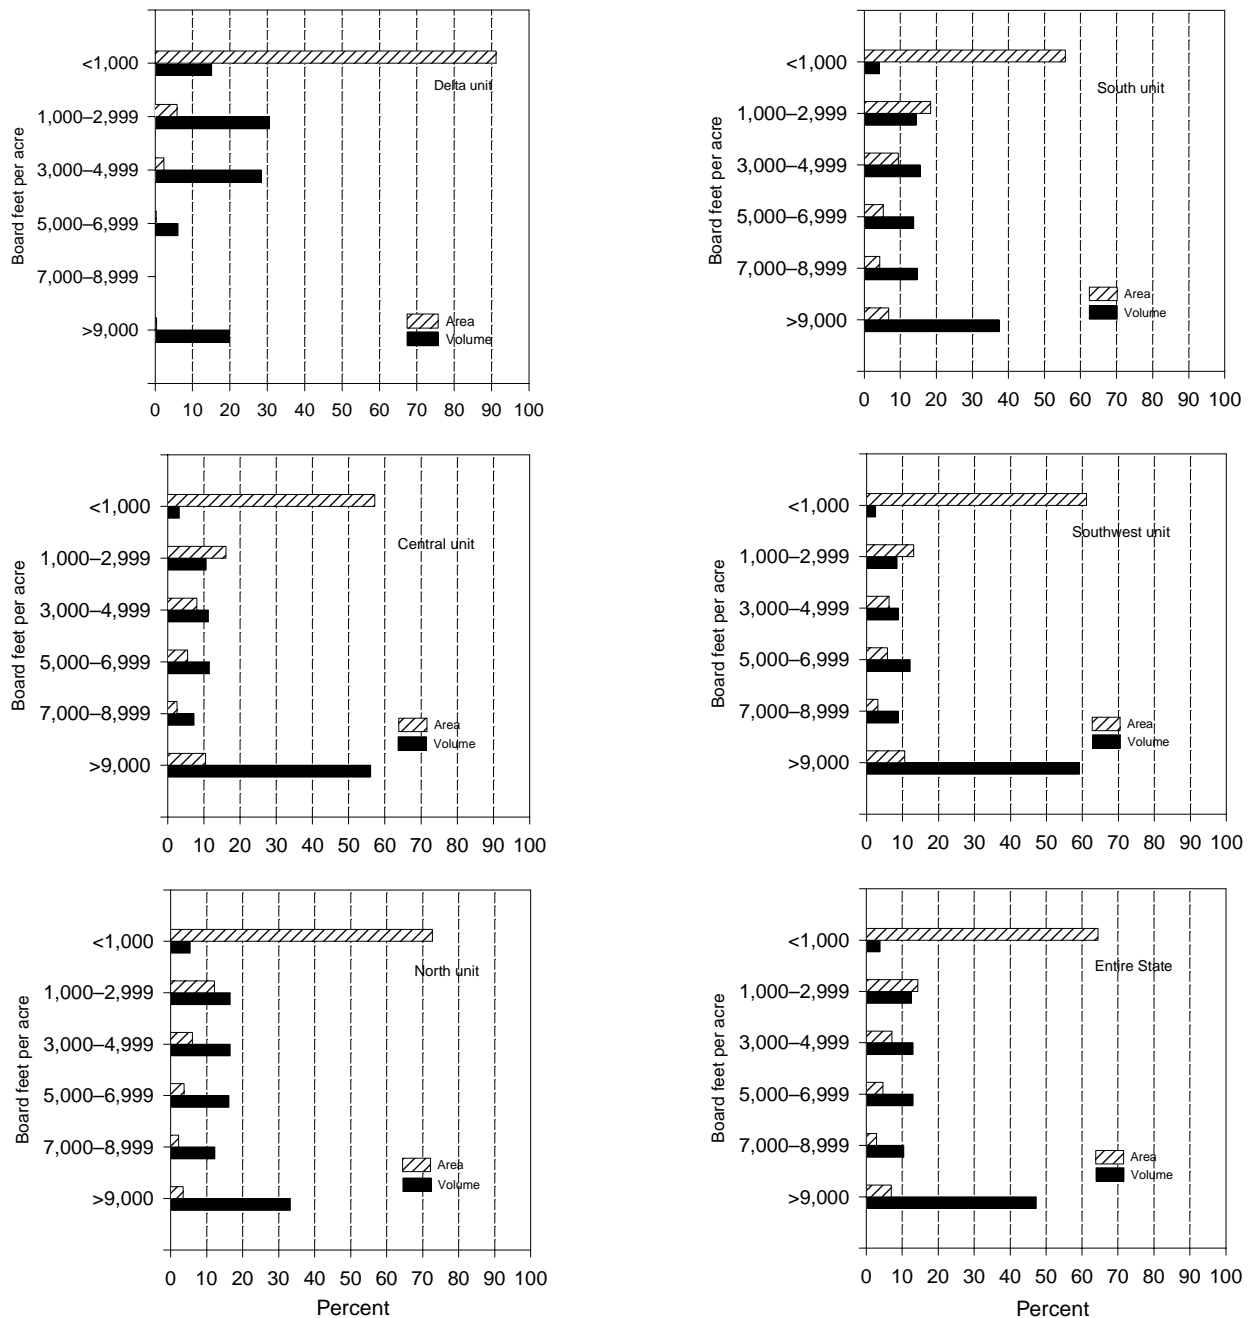 Board feet per acre
<1,000
1,000–2,999
3,000–4,999
5,000–6,999
7,000–8,999
>9,000
Delta unit
Area
Volume
0 10 20 30 40 50 60 70 80 90 100
Board feet per acre
<1,000
1,000–2,999
3,000–4,999
5,000–6,999
7,000–8,999
>9,000
South unit
Area
Volume
0 10 20 30 40 50 60 70 80 90 100
Board feet per acre
<1,000
1,000–2,999
3,000–4,999
5,000–6,999
7,000–8,999
>9,000
Central unit
Area
Volume
0 10 20 30 40 50 60 70 80 90 100
Board feet per acre
<1,000
1,000–2,999
3,000–4,999
5,000–6,999
7,000–8,999
>9,000
Southwest unit
Area
Volume
0 10 20 30 40 50 60 70 80 90 100
Board feet per acre
<1,000
1,000–2,999
3,000–4,999
5,000–6,999
7,000–8,999
>9,000
North unit
Area
Volume
0 10 20 30 40 50 60 70 80 90 100
Percent
Board feet per acre
<1,000
1,000–2,999
3,000–4,999
5,000–6,999
7,000–8,999
>9,000
Entire State
Area
Volume
0 10 20 30 40 50 60 70 80 90 100
Percent